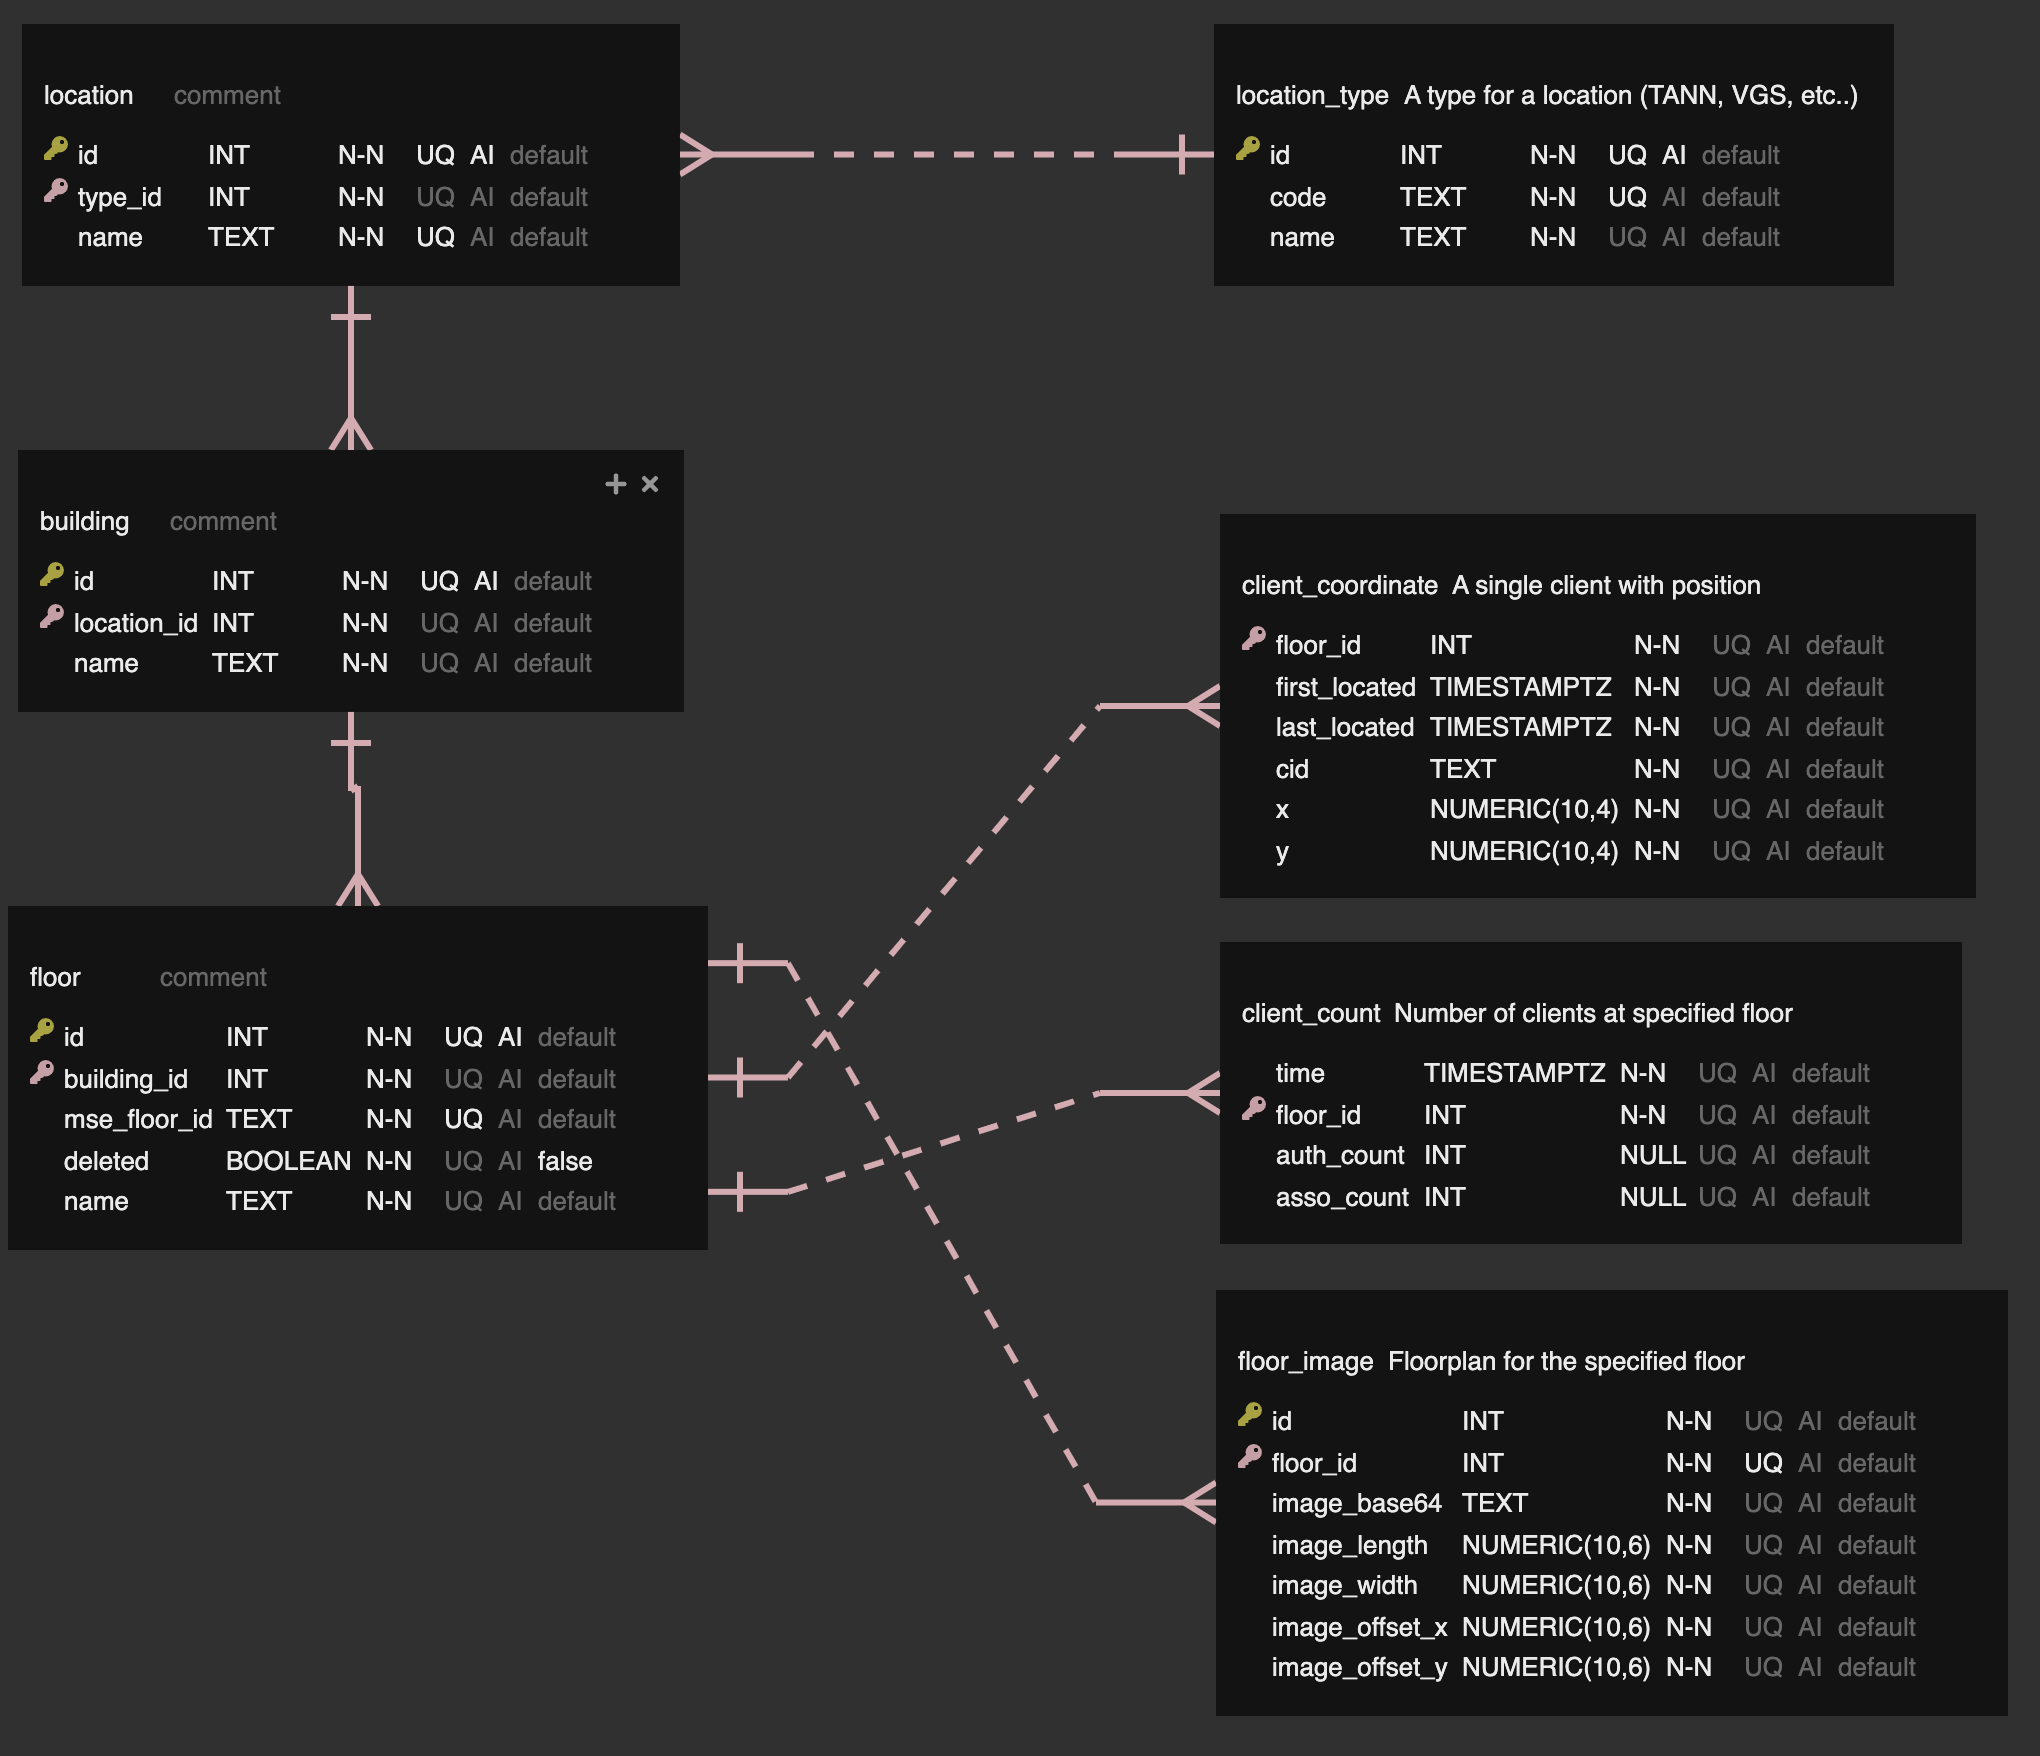 location comment
id INT N-N UQ AI default
type_id INT N-N UQ AI default
name TEXT N-N UQ AI default
location_type A type for a location (TANN, VGS, etc..)
id INT N-N UQ AI default
code TEXT N-N UQ AI default
name TEXT N-N UQ AI default
building comment
id INT N-N UQ AI default
location_id INT N-N UQ AI default
name TEXT N-N UQ AI default
client_coordinate A single client with position
floor_id INT N-N UQ AI default
first_located TIMESTAMPTZ N-N UQ AI default
last_located TIMESTAMPTZ N-N UQ AI default
cid TEXT N-N UQ AI default
x NUMERIC(10,4) N-N UQ AI default
y NUMERIC(10,4) N-N UQ AI default
floor comment
id INT N-N UQ AI default
building_id INT N-N UQ AI default
mse_floor_id TEXT N-N UQ AI default
deleted BOOLEAN N-N UQ AI false
name TEXT N-N UQ AI default
client_count Number of clients at specified floor
time TIMESTAMPTZ N-N UQ AI default
floor_id INT N-N UQ AI default
auth_count INT NULL UQ AI default
asso_count INT NULL UQ AI default
floor_image Floorplan for the specified floor
id INT N-N UQ AI default
floor_id INT N-N UQ AI default
image_base64 TEXT N-N UQ AI default
image_length NUMERIC(10,6) N-N UQ AI default
image_width NUMERIC(10,6) N-N UQ AI default
image_offset_x NUMERIC(10,6) N-N UQ AI default
image_offset_y NUMERIC(10,6) N-N UQ AI default